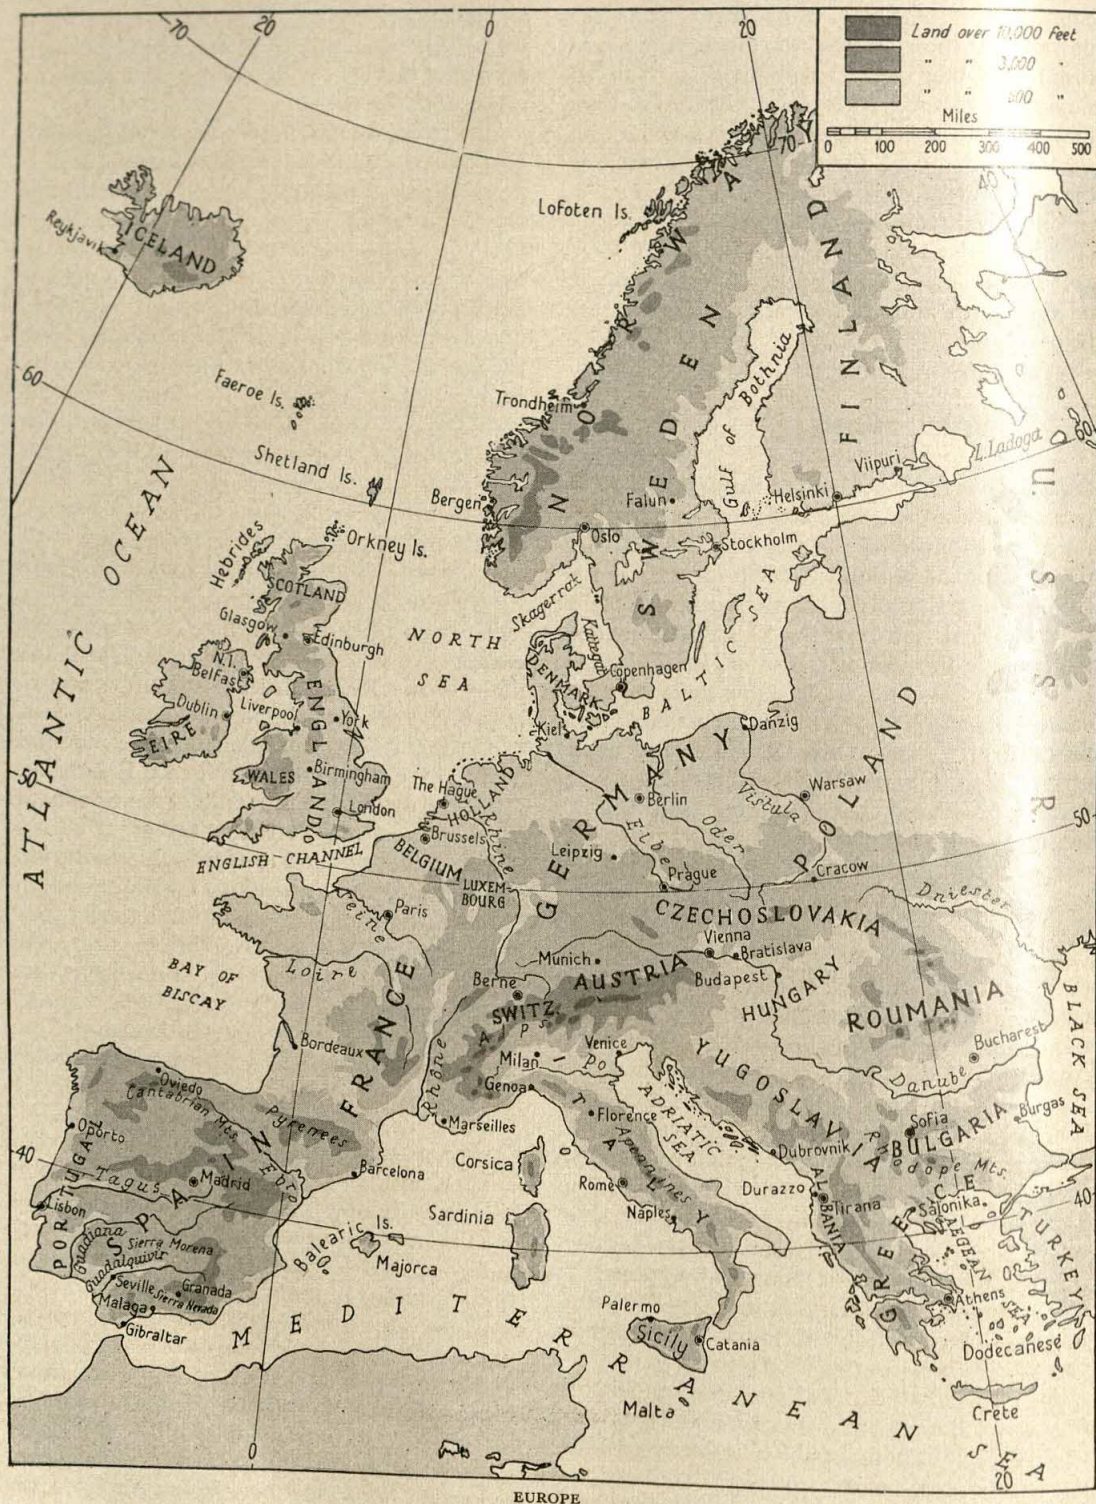 70
20
0
20
Land over 10,000 feet
" " 3,000 "
" " 600 "
Miles
0 100 200 300 400 500
70
40
Lofoten Is.
Reykjavik
ICELAND
NORWAY
SWEDEN
FINLAND
Gulf of Bothnia
60
Faeroe Is.
Trondheim
Shetland Is.
Bergen
Falun
Helsinki
Viipuri
L. Ladoga
60
U.S.S.R.
Oslo
Stockholm
ATLANTIC OCEAN
Hebrides
Orkney Is.
SCOTLAND
Glasgow
Edinburgh
NORTH
SEA
Skagerrak
Kattegat
DENMARK
Copenhagen
BALTIC SEA
N.I.
Belfast
Dublin
EIRE
Liverpool
York
ENGLAND
WALES
Birmingham
London
Kiel
Danzig
50
The Hague
HOLLAND
Rhine
Berlin
Warsaw
Vistula
POLAND
GERMANY
Elbe
Oder
Brussels
BELGIUM
Leipzig
50
ENGLISH CHANNEL
0
LUXEM-
BOURG
Prague
Cracow
Dniester
Seine
Paris
CZECHOSLOVAKIA
Vienna
Bratislava
Munich
AUSTRIA
Budapest
HUNGARY
BAY OF
BISCAY
Loire
FRANCE
Berne
SWITZ.
Alps
ROUMANIA
Bucharest
BLACK SEA
Bordeaux
Rhône
Milan
Po
Venice
Genoa
YUGOSLAVIA
Danube
Oviedo
Cantabrian Mts.
Pyrenees
Marseilles
ITALY
Florence
Apennines
ADRIATIC
SEA
Sofia
BULGARIA
Burgas
Rhodope Mts.
Dubrovnik
Oporto
40
PORTUGAL
SPAIN
Tagus
Madrid
Ebro
Barcelona
Corsica
Rome
Durazzo
Tirana
ALBANIA
Salonika
40
Lisbon
Sardinia
Naples
GREECE
AEGEAN SEA
TURKEY
Guadiana
Sierra Morena
Guadalquivir
Balearic Is.
Majorca
Seville
Granada
Sierra Nevada
Malaga
Gibraltar
Palermo
Sicily
Catania
Athens
Dodecanese
MEDITERRANEAN SEA
Malta
Crete
0
20
EUROPE